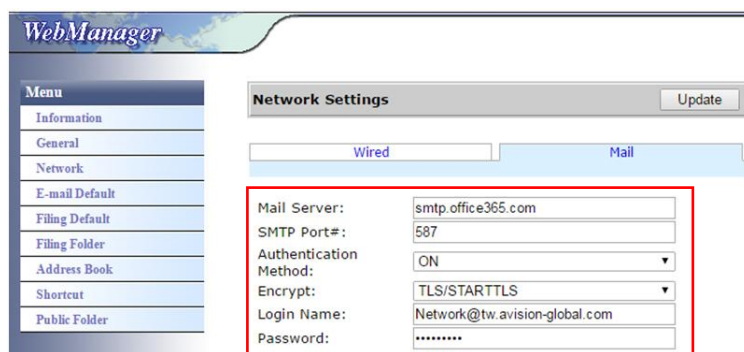 WebManager
Menu
Information
General
Network
E-mail Default
Filing Default
Filing Folder
Address Book
Shortcut
Public Folder
Network Settings
Update
Wired
Mail
Mail Server: smtp.office365.com
SMTP Port#: 587
Authentication
Method: ON
Encrypt: TLS/STARTTLS
Login Name: Network@tw.avision-global.com
Password: •••••••••